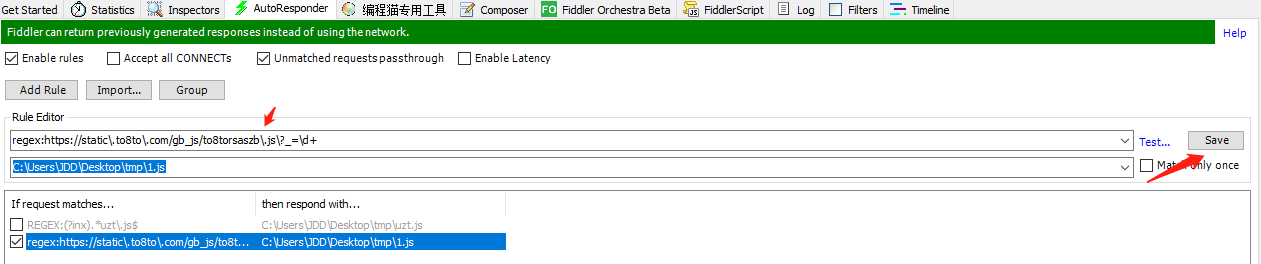 Get Started Statistics Inspectors AutoResponder 编程猫专用工具 Composer FO Fiddler Orchestra Beta FiddlerScript Log Filters Timeline
Fiddler can return previously generated responses instead of using the network. Help
Enable rules Accept all CONNECTs Unmatched requests passthrough Enable Latency
Add Rule Import... Group
Rule Editor
regex:https://static\.to8to\.com/gb_js/to8torsaszb\.js\?_=\d+ Test... Save
C:\Users\JDD\Desktop\tmp\1.js Match only once
If request matches... then respond with...
REGEX:(?inx).*uzt\.js$ C:\Users\JDD\Desktop\tmp\uzt.js
regex:https://static\.to8to\.com/gb_js/to8t... C:\Users\JDD\Desktop\tmp\1.js